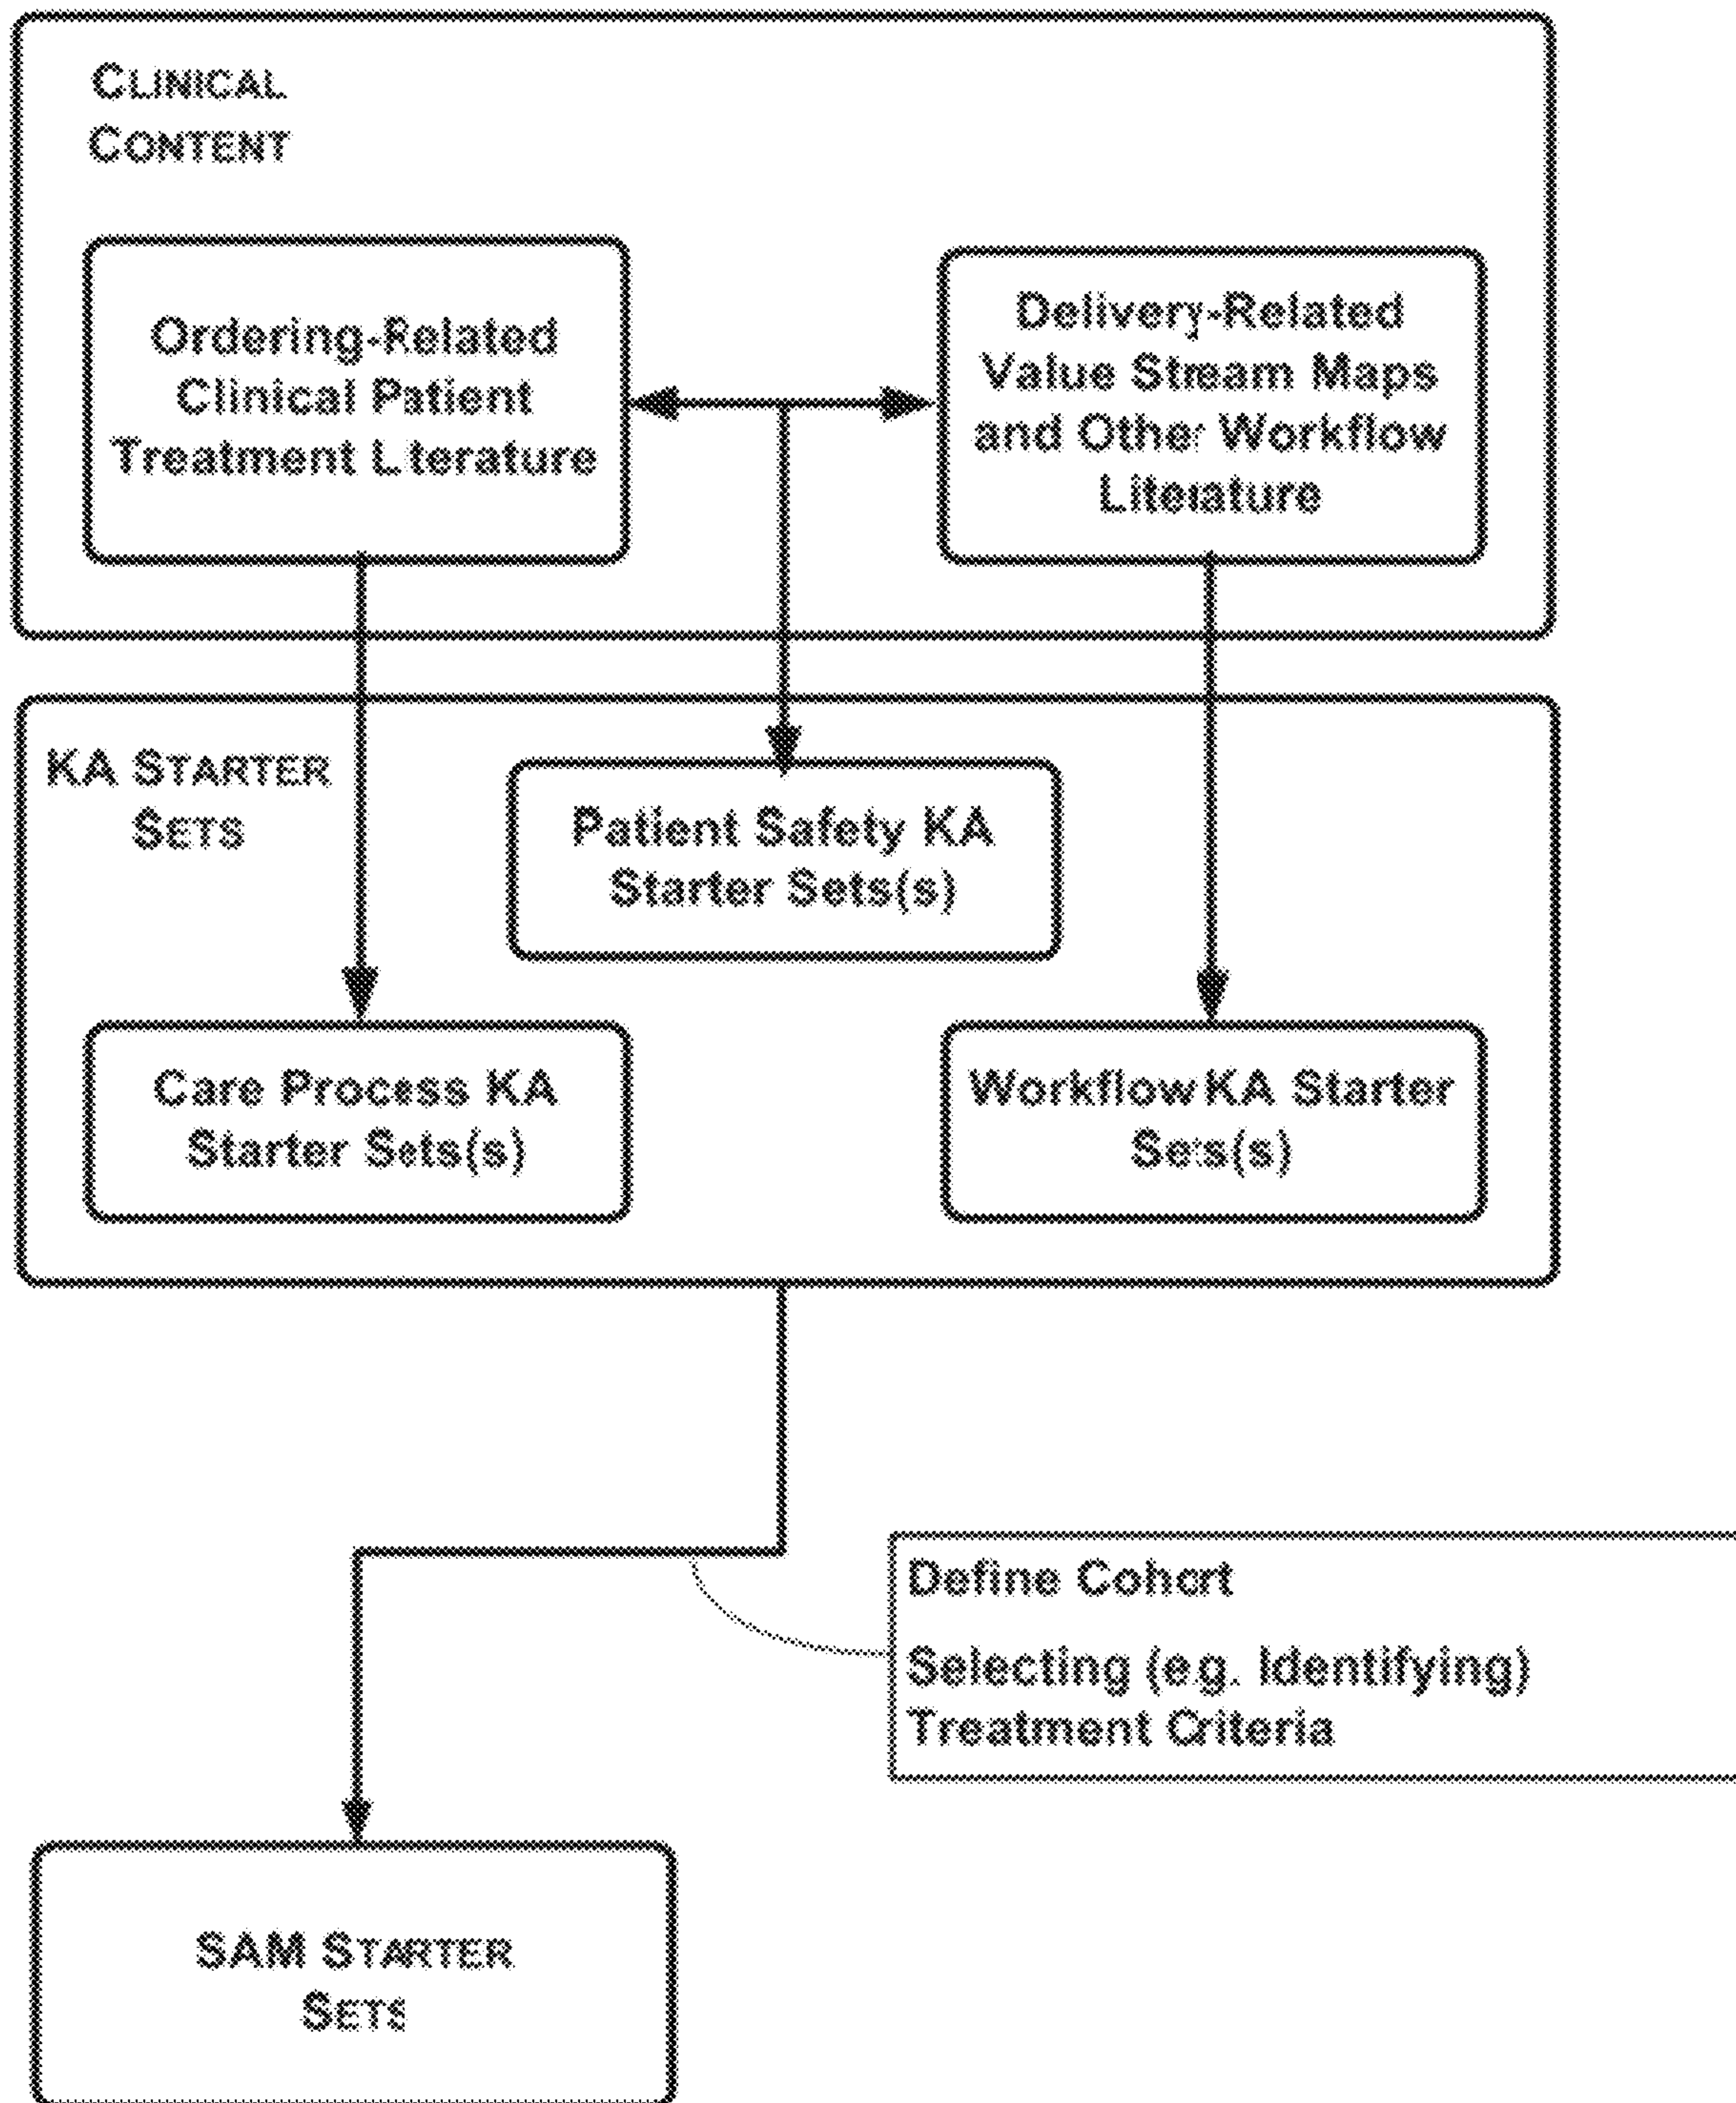 CLINICAL
CONTENT
Ordering-Related
Clinical Patient
Treatment Literature
Delivery-Related
Value Stream Maps
and Other Workflow
Literature
KA STARTER
SETS
Patient Safety KA
Starter Sets(s)
Care Process KA
Starter Sets(s)
Workflow KA Starter
Sets(s)
Define Cohort
Selecting (e.g. Identifying)
Treatment Criteria
SAM STARTER
SETS